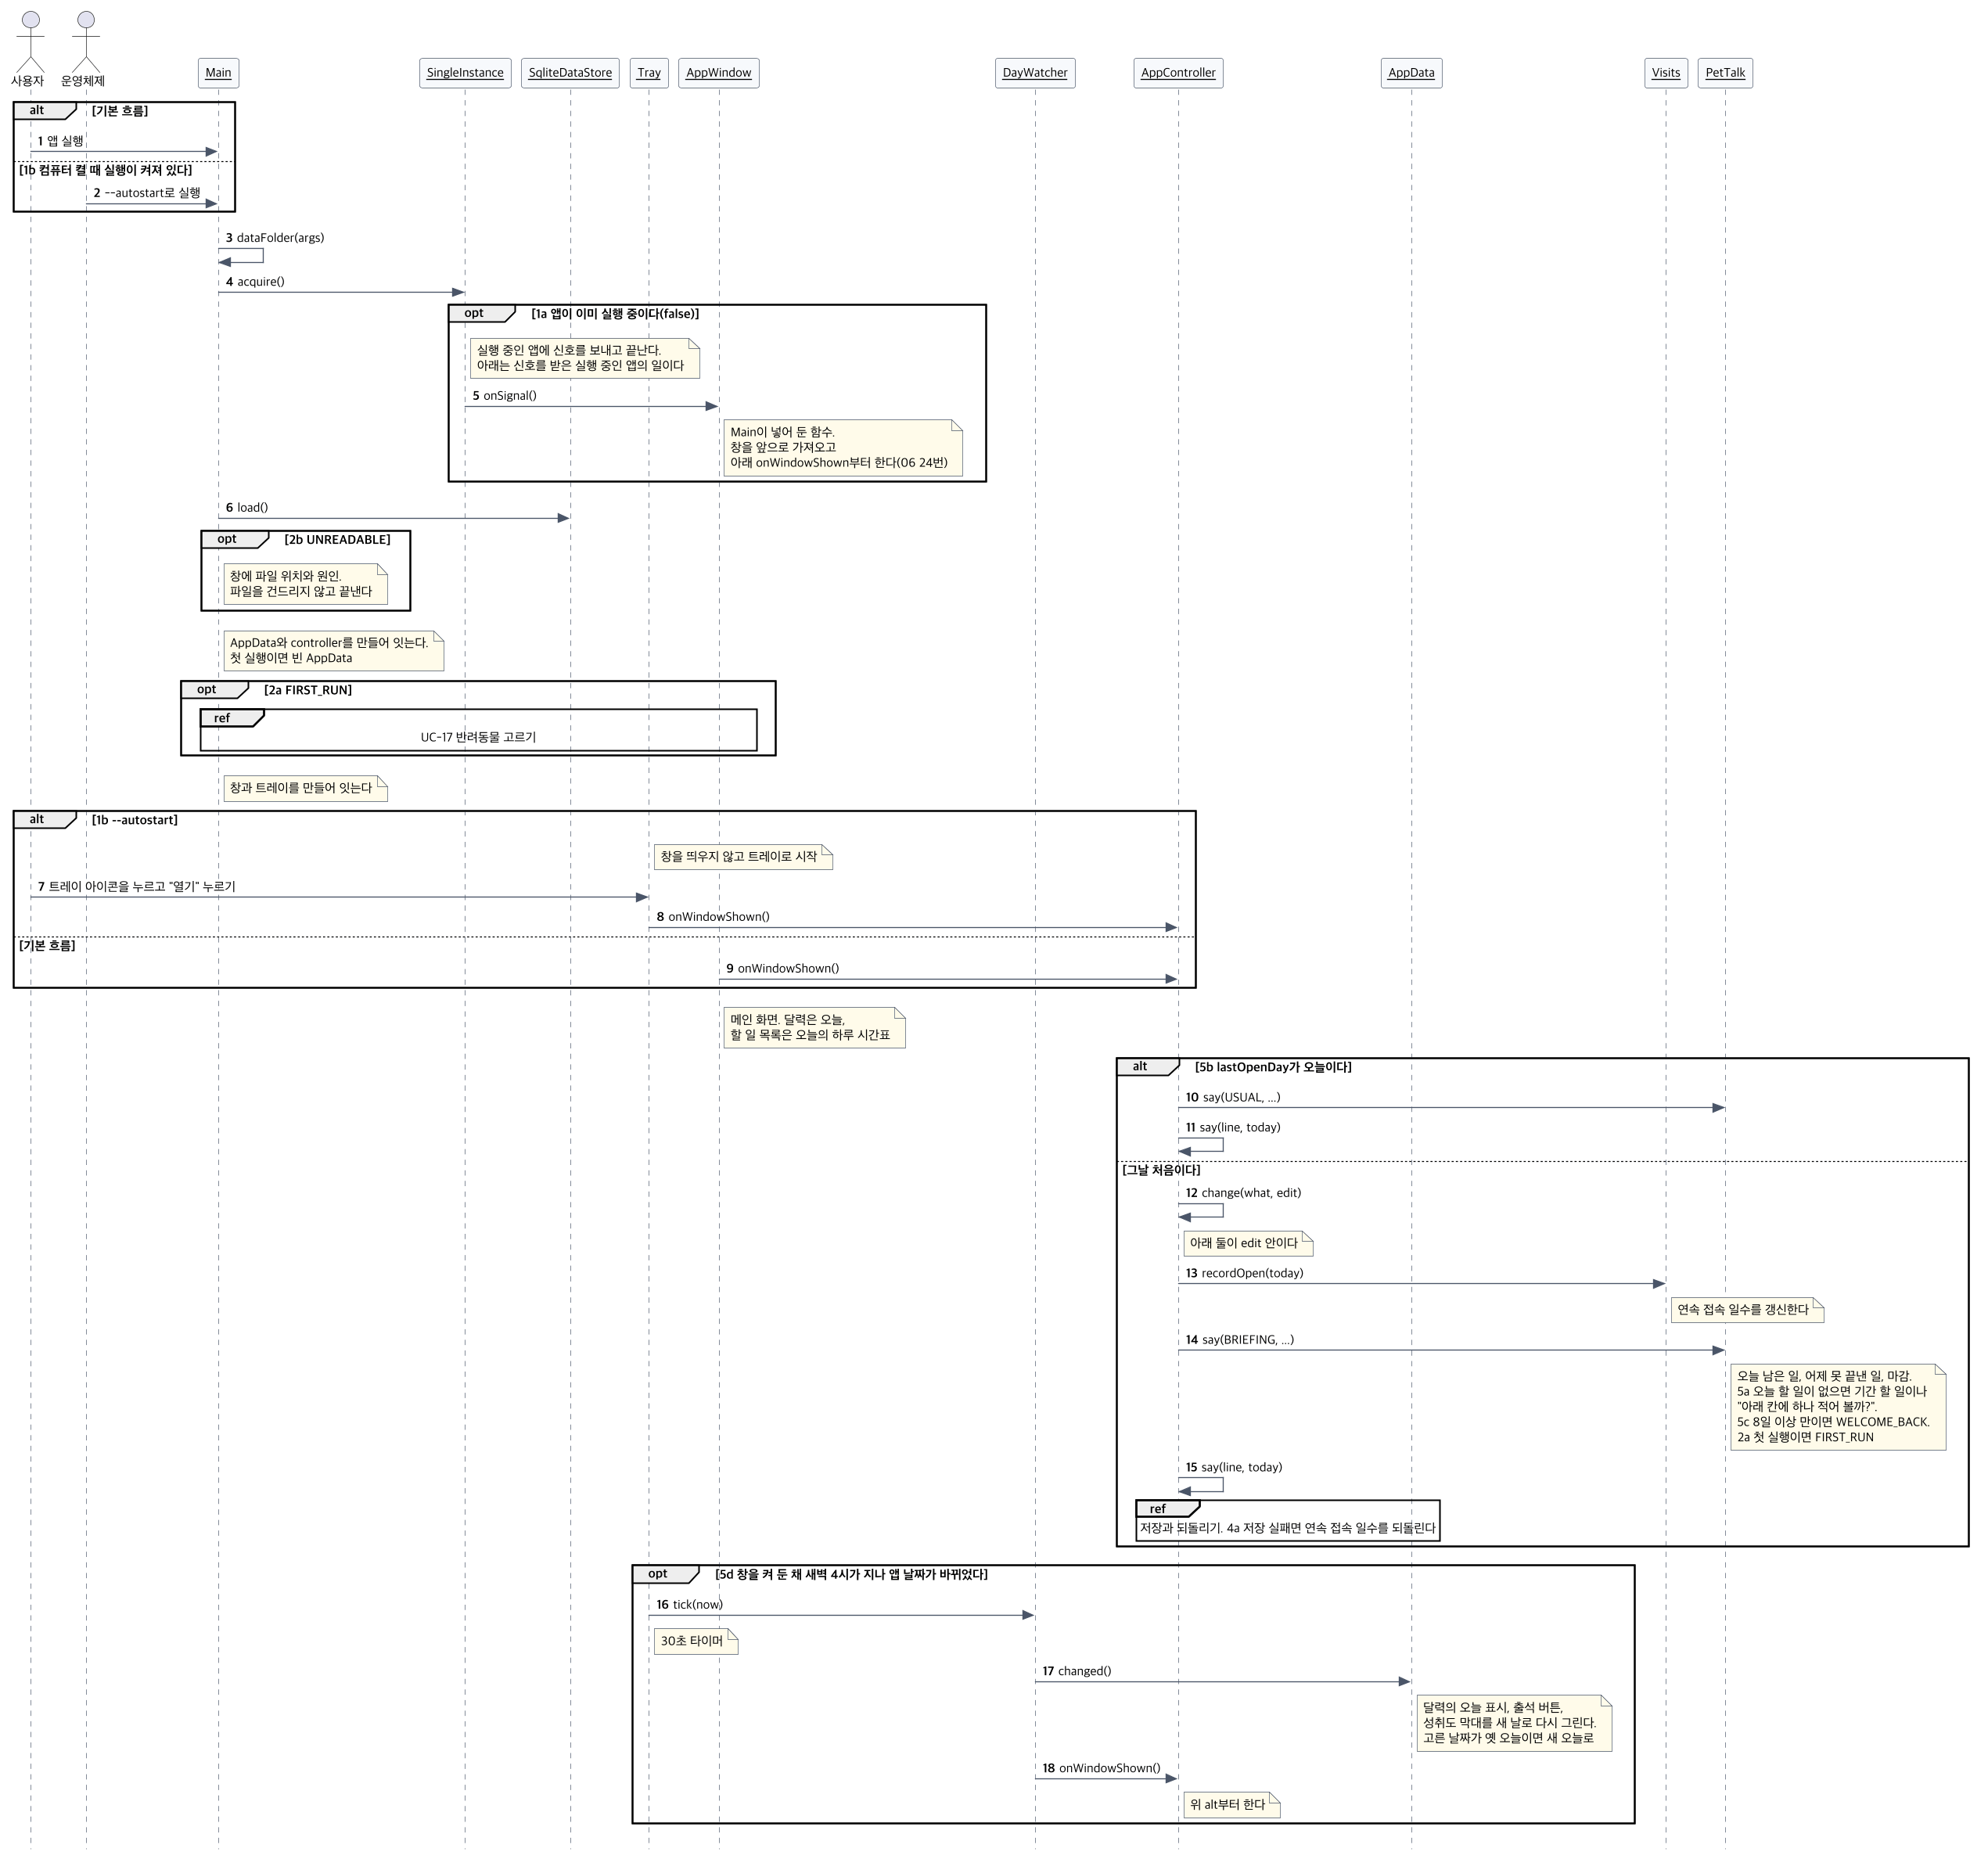 사용자
운영체제
Main
SingleInstance
SqliteDataStore
Tray
AppWindow
DayWatcher
AppController
AppData
Visits
PetTalk
alt [기본 흐름]
1 앱 실행
[1b 컴퓨터 켤 때 실행이 켜져 있다]
2 --autostart로 실행
3 dataFolder(args)
4 acquire()
opt [1a 앱이 이미 실행 중이다(false)]
실행 중인 앱에 신호를 보내고 끝난다.
아래는 신호를 받은 실행 중인 앱의 일이다
5 onSignal()
Main이 넣어 둔 함수.
창을 앞으로 가져오고
아래 onWindowShown부터 한다(06 24번)
6 load()
opt [2b UNREADABLE]
창에 파일 위치와 원인.
파일을 건드리지 않고 끝낸다
AppData와 controller를 만들어 잇는다.
첫 실행이면 빈 AppData
opt [2a FIRST_RUN]
ref
UC-17 반려동물 고르기
창과 트레이를 만들어 잇는다
alt [1b --autostart]
창을 띄우지 않고 트레이로 시작
7 트레이 아이콘을 누르고 "열기" 누르기
8 onWindowShown()
[기본 흐름]
9 onWindowShown()
메인 화면. 달력은 오늘,
할 일 목록은 오늘의 하루 시간표
alt [5b lastOpenDay가 오늘이다]
10 say(USUAL, ...)
11 say(line, today)
[그날 처음이다]
12 change(what, edit)
아래 둘이 edit 안이다
13 recordOpen(today)
연속 접속 일수를 갱신한다
14 say(BRIEFING, ...)
오늘 남은 일, 어제 못 끝낸 일, 마감.
5a 오늘 할 일이 없으면 기간 할 일이나
"아래 칸에 하나 적어 볼까?".
5c 8일 이상 만이면 WELCOME_BACK.
2a 첫 실행이면 FIRST_RUN
15 say(line, today)
ref
저장과 되돌리기. 4a 저장 실패면 연속 접속 일수를 되돌린다
opt [5d 창을 켜 둔 채 새벽 4시가 지나 앱 날짜가 바뀌었다]
16 tick(now)
30초 타이머
17 changed()
달력의 오늘 표시, 출석 버튼,
성취도 막대를 새 날로 다시 그린다.
고른 날짜가 옛 오늘이면 새 오늘로
18 onWindowShown()
위 alt부터 한다